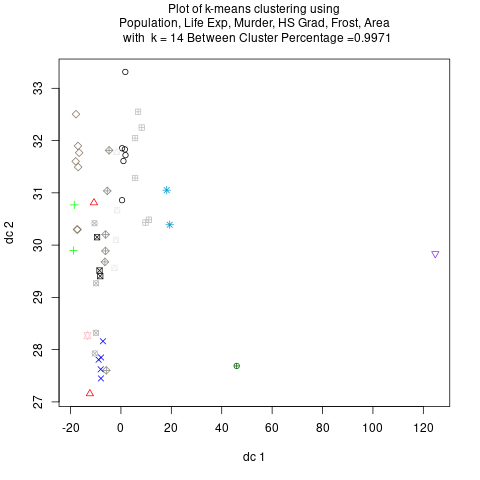 Plot of k-means clustering using
Population, Life Exp, Murder, HS Grad, Frost, Area
with k = 14 Between Cluster Percentage =0.9971
33
32
31
30
29
28
27
dc 2
-20 0 20 40 60 80 100 120
dc 1